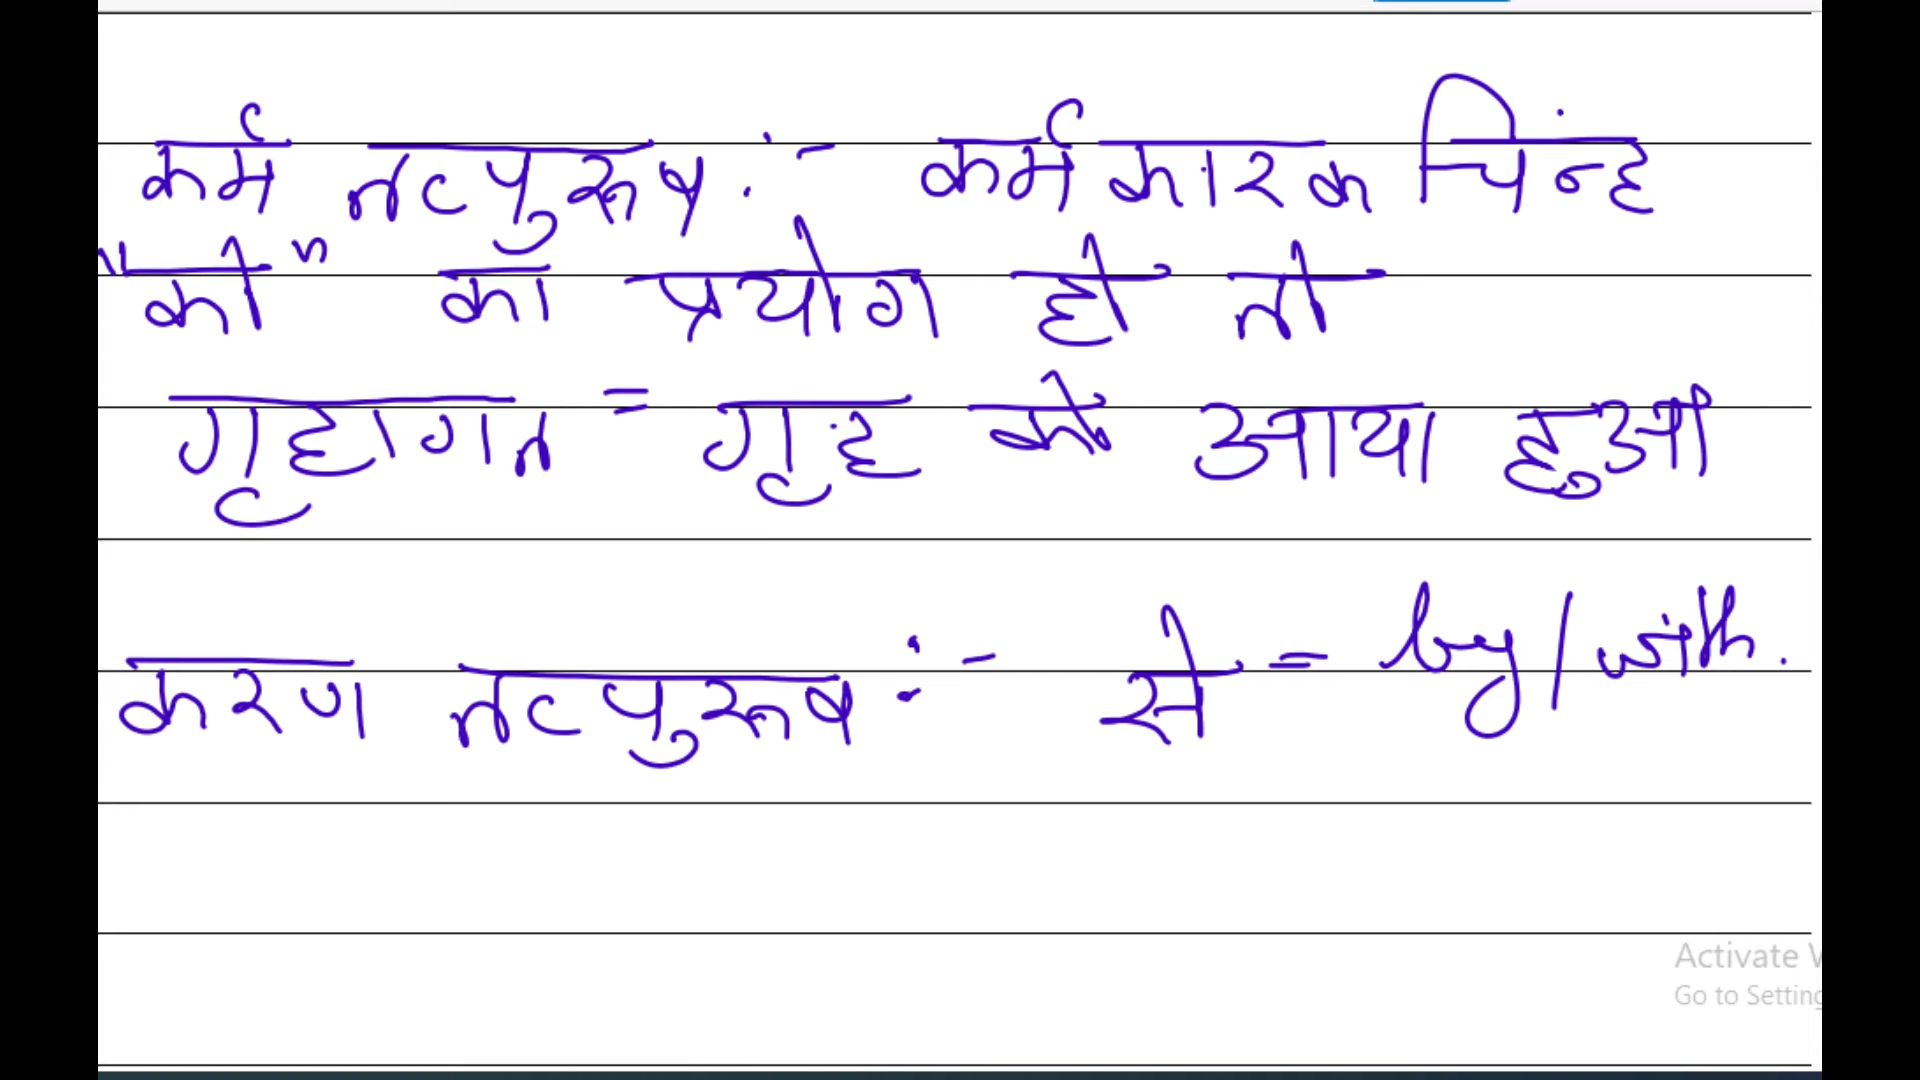 कर्म तत्पुरूष :- कर्म कारक चिंन्ह
"को" का प्रयोग हो तो
गृहागत = गृह को आया हुआ
करण तत्पुरूष :- से = by/with.
Activate
Go to Setting